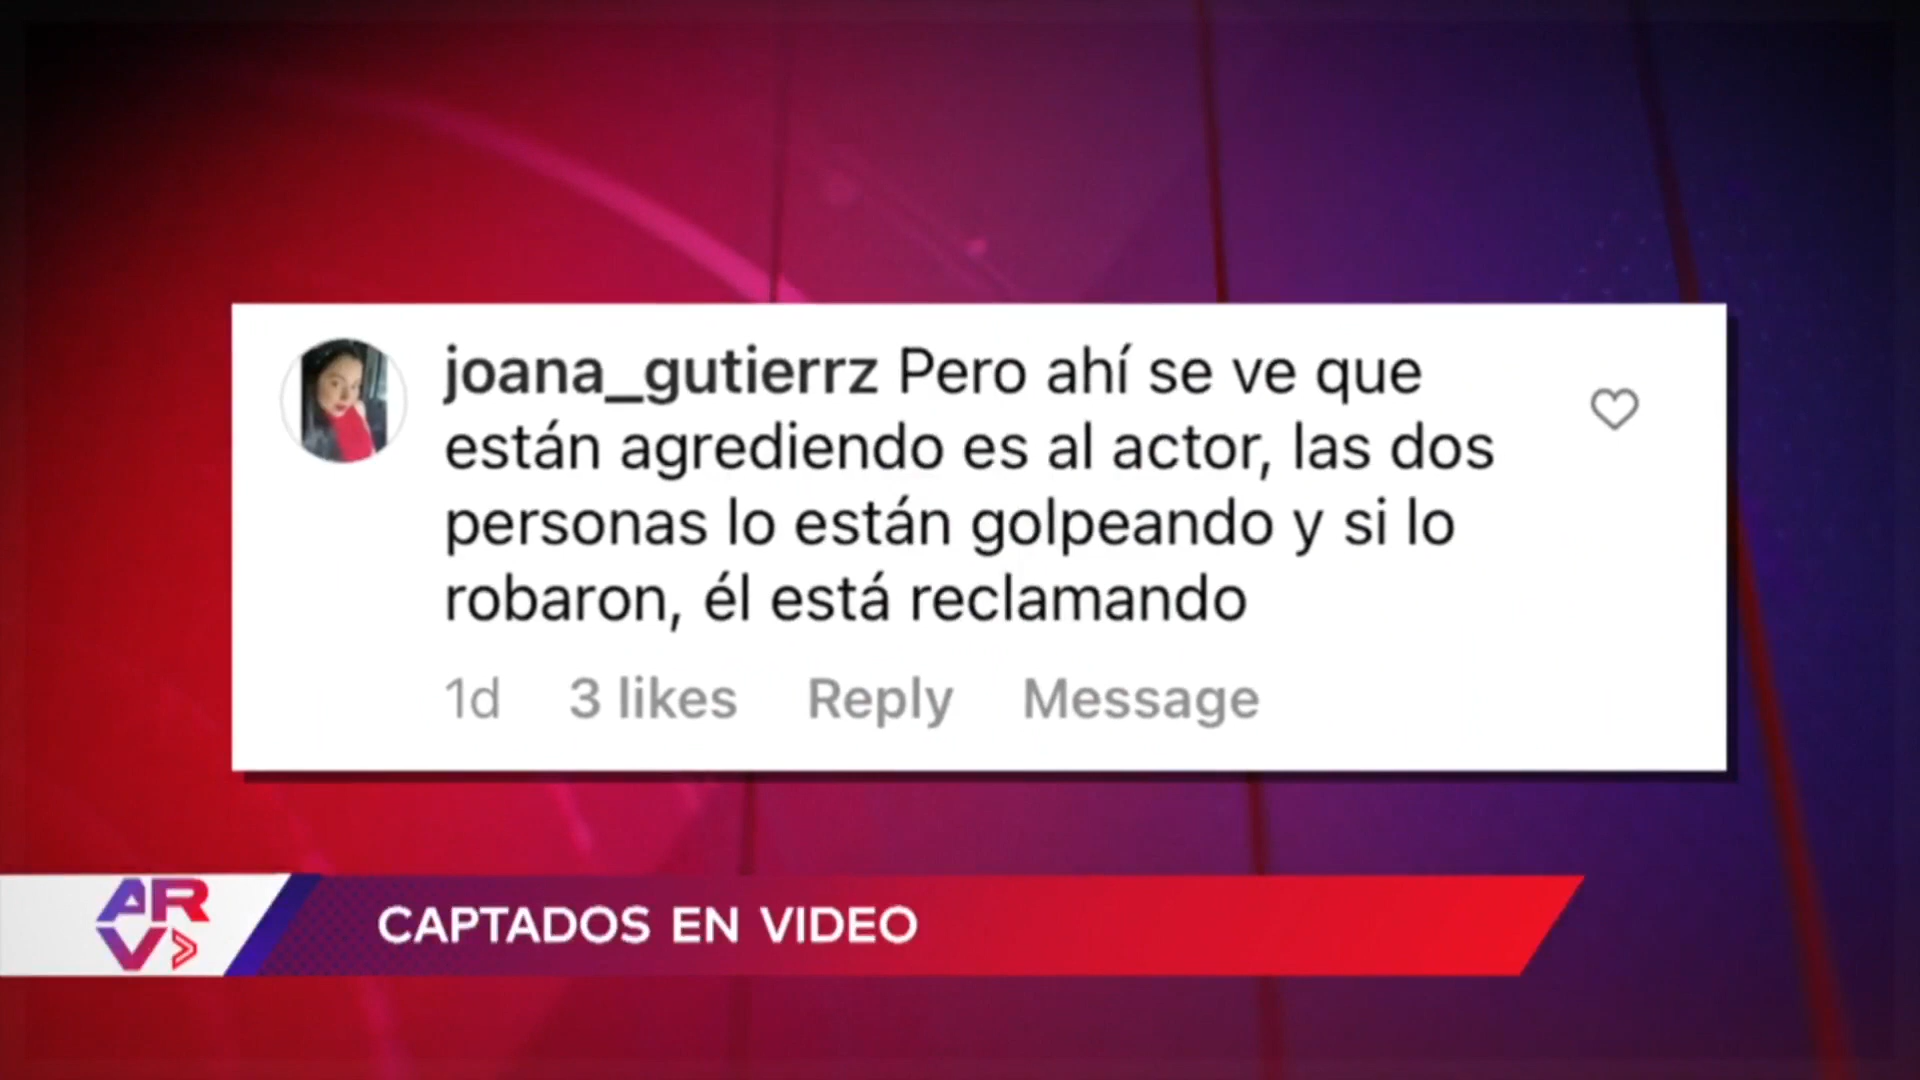 joana_gutierrz Pero ahí se ve que
están agrediendo es al actor, las dos
personas lo están golpeando y si lo
robaron, él está reclamando
1d 3 likes Reply Message
ARV
CAPTADOS EN VIDEO